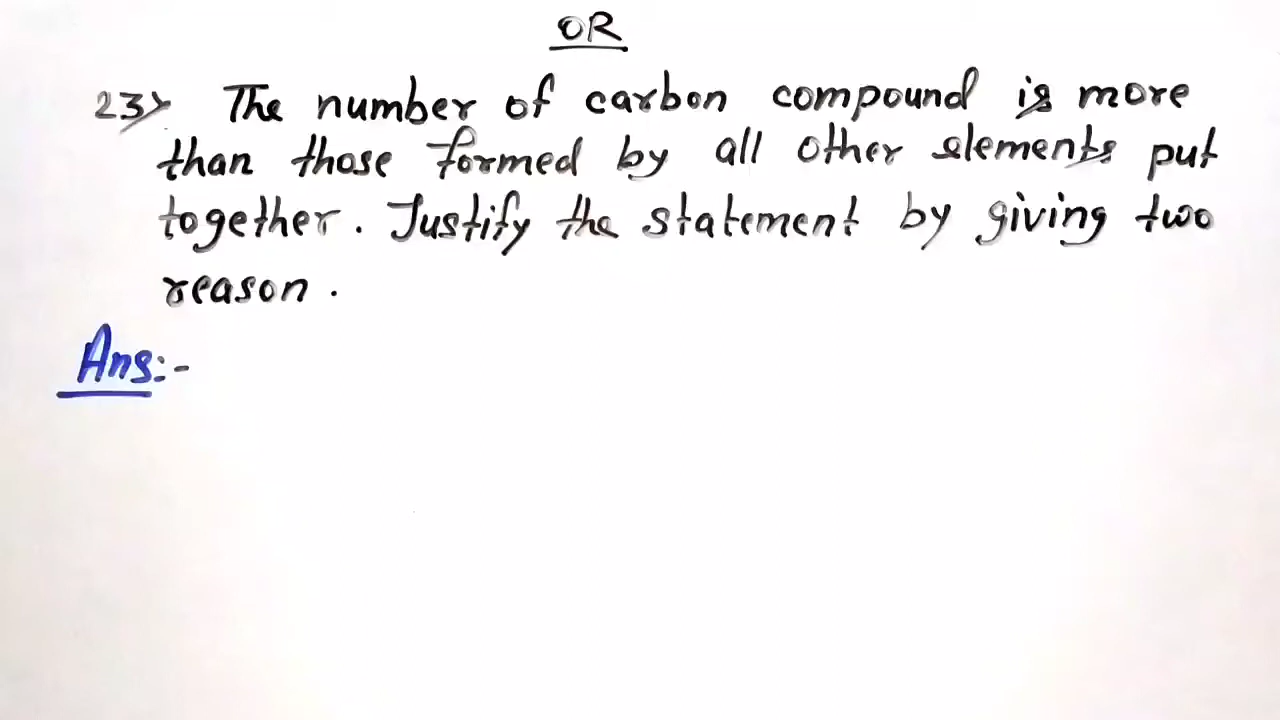 OR
23> The number of carbon compound is more
than those formed by all other elements put
together. Justify the statement by giving two
reason.
Ans:-